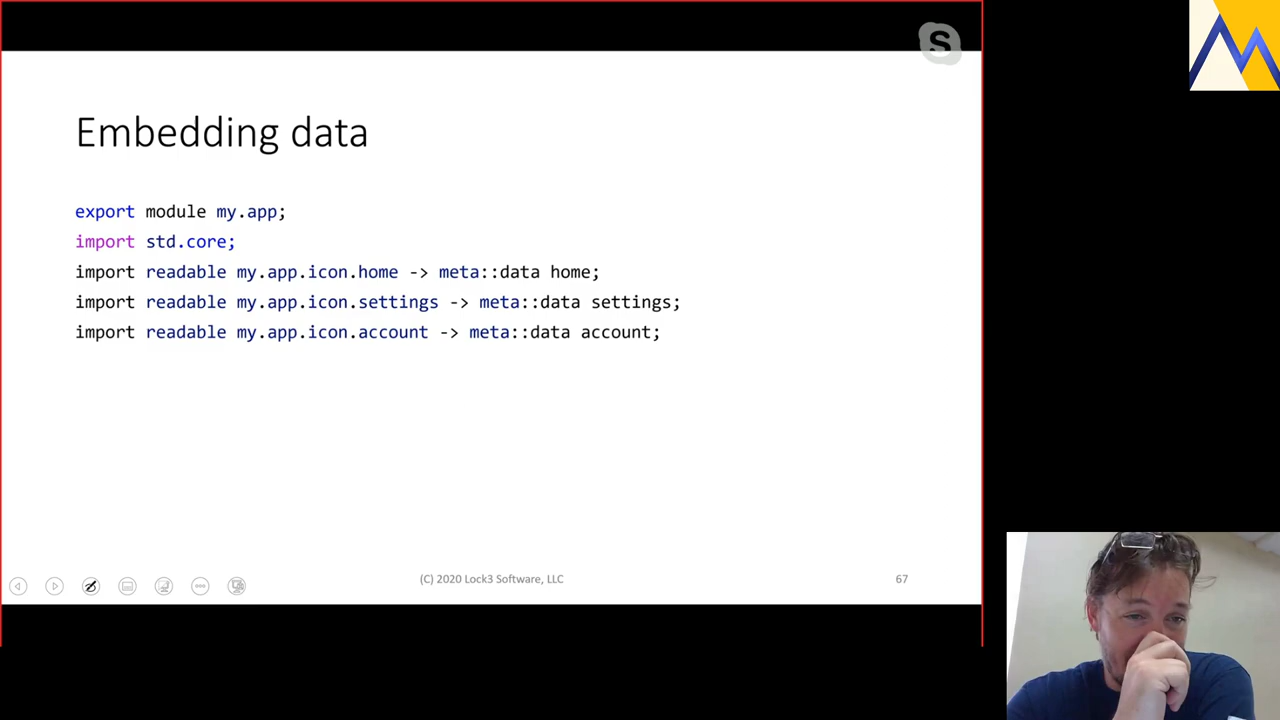 S
Embedding data
export module my.app;
import std.core;
import readable my.app.icon.home -> meta::data home;
import readable my.app.icon.settings -> meta::data settings;
import readable my.app.icon.account -> meta::data account;
(C) 2020 Lock3 Software, LLC
67